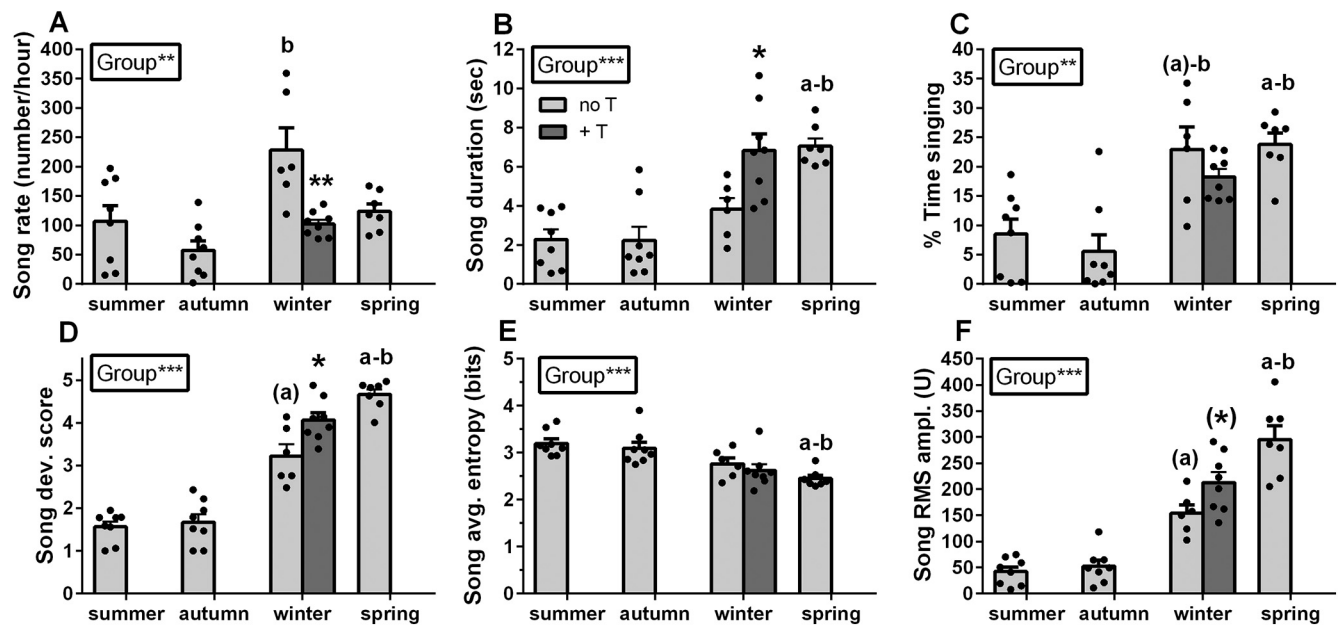 A
Song rate (number/hour)
400
350
300
250
200
150
100
50
0
Group**
b
**
summer autumn winter spring
B
Song duration (sec)
12
10
8
6
4
2
0
Group***
no T
+ T
*
a-b
summer autumn winter spring
C
% Time singing
40
35
30
25
20
15
10
5
0
Group**
(a)-b
a-b
summer autumn winter spring
D
Song dev. score
5
4
3
2
1
0
Group***
(a)
*
a-b
summer autumn winter spring
E
Song avg. entropy (bits)
5
4
3
2
1
0
Group***
a-b
summer autumn winter spring
F
Song RMS ampl. (U)
450
400
350
300
250
200
150
100
50
0
Group***
(a)
(*)
a-b
summer autumn winter spring